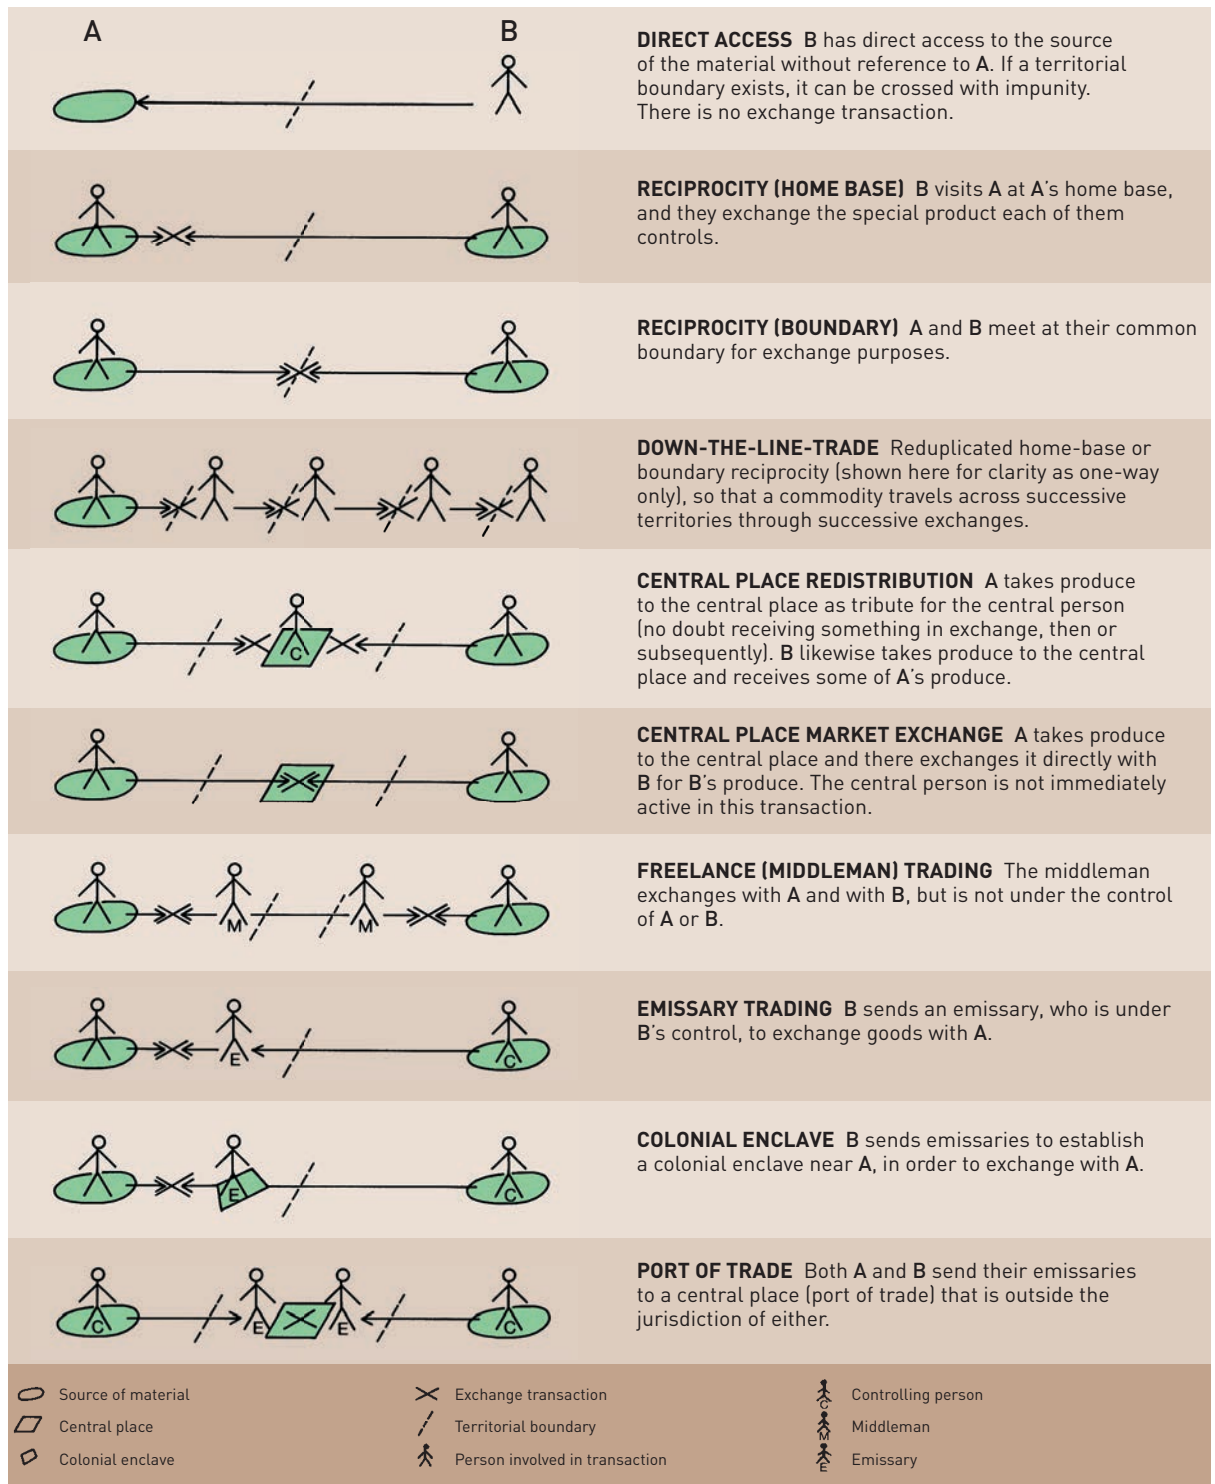 A B
DIRECT ACCESS B has direct access to the source
of the material without reference to A. If a territorial
boundary exists, it can be crossed with impunity.
There is no exchange transaction.
RECIPROCITY (HOME BASE) B visits A at A's home base,
and they exchange the special product each of them
controls.
RECIPROCITY (BOUNDARY) A and B meet at their common
boundary for exchange purposes.
DOWN-THE-LINE-TRADE Reduplicated home-base or
boundary reciprocity (shown here for clarity as one-way
only), so that a commodity travels across successive
territories through successive exchanges.
C
CENTRAL PLACE REDISTRIBUTION A takes produce
to the central place as tribute for the central person
(no doubt receiving something in exchange, then or
subsequently). B likewise takes produce to the central
place and receives some of A's produce.
CENTRAL PLACE MARKET EXCHANGE A takes produce
to the central place and there exchanges it directly with
B for B's produce. The central person is not immediately
active in this transaction.
M M
FREELANCE (MIDDLEMAN) TRADING The middleman
exchanges with A and with B, but is not under the control
of A or B.
E C
EMISSARY TRADING B sends an emissary, who is under
B's control, to exchange goods with A.
E C
COLONIAL ENCLAVE B sends emissaries to establish
a colonial enclave near A, in order to exchange with A.
C E E C
PORT OF TRADE Both A and B send their emissaries
to a central place (port of trade) that is outside the
jurisdiction of either.
Source of material
Central place
Colonial enclave
Exchange transaction
Territorial boundary
Person involved in transaction
C Controlling person
M Middleman
E Emissary